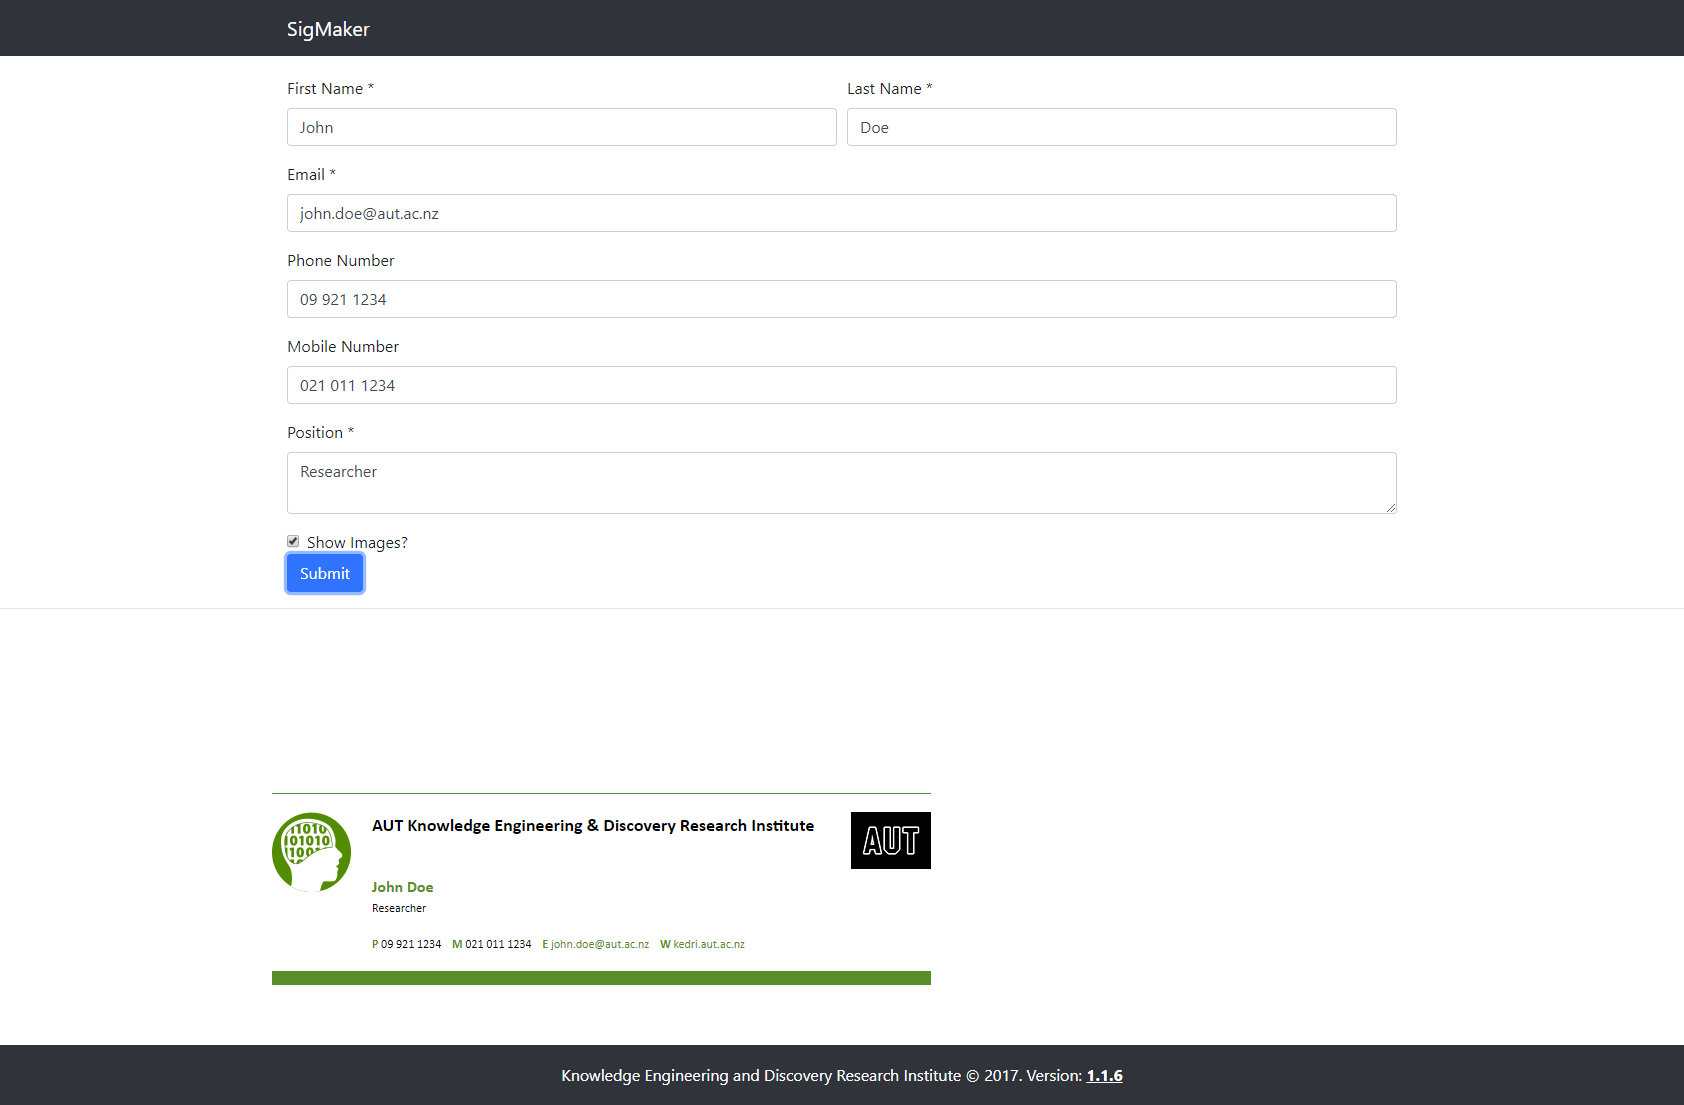 SigMaker
First Name * Last Name *
John Doe
Email *
john.doe@aut.ac.nz
Phone Number
09 921 1234
Mobile Number
021 011 1234
Position *
Researcher
Show Images?
Submit
AUT Knowledge Engineering & Discovery Research Institute
AUT
11010
101010
100
John Doe
Researcher
P 09 921 1234 M 021 011 1234 E john.doe@aut.ac.nz W kedri.aut.ac.nz
Knowledge Engineering and Discovery Research Institute © 2017. Version: 1.1.6